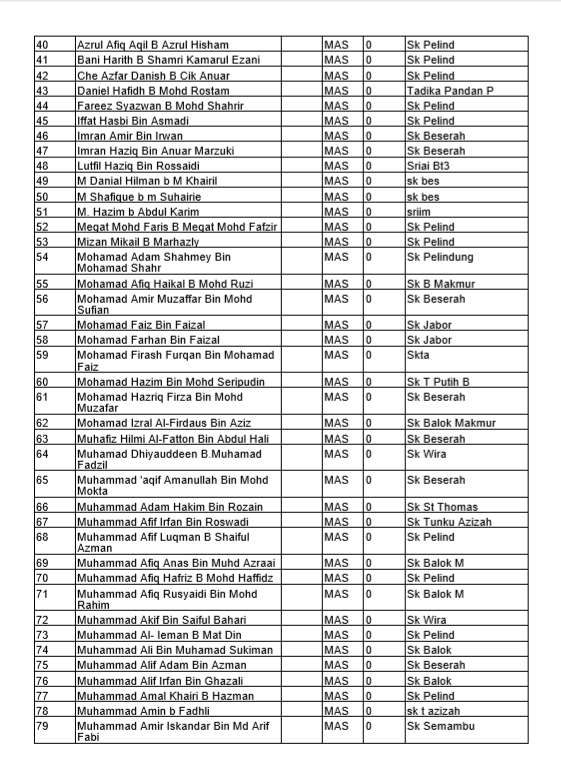 40 Azrul Afiq Aqil B Azrul Hisham MAS 0 Sk Pelind
41 Bani Harith B Shamri Kamarul Ezani MAS 0 Sk Pelind
42 Che Azfar Danish B Cik Anuar MAS 0 Sk Pelind
43 Daniel Hafidh B Mohd Rostam MAS 0 Tadika Pandan P
44 Fareez Syazwan B Mohd Shahrir MAS 0 Sk Pelind
45 Iffat Hasbi Bin Asmadi MAS 0 Sk Pelind
46 Imran Amir Bin Irwan MAS 0 Sk Beserah
47 Imran Haziq Bin Anuar Marzuki MAS 0 Sk Beserah
48 Lutfil Haziq Bin Rossaidi MAS 0 Sriai Bt3
49 M Danial Hilman b M Khairil MAS 0 sk bes
50 M Shafique b m Suhairie MAS 0 sk bes
51 M. Hazim b Abdul Karim MAS 0 sriim
52 Megat Mohd Faris B Megat Mohd Fafzir MAS 0 Sk Pelind
53 Mizan Mikail B Marhazly MAS 0 Sk Pelind
54 Mohamad Adam Shahmey Bin MAS 0 Sk Pelindung
Mohamad Shahr
55 Mohamad Afiq Haikal B Mohd Ruzi MAS 0 Sk B Makmur
56 Mohamad Amir Muzaffar Bin Mohd MAS 0 Sk Beserah
Sufian
57 Mohamad Faiz Bin Faizal MAS 0 Sk Jabor
58 Mohamad Farhan Bin Faizal MAS 0 Sk Jabor
59 Mohamad Firash Furqan Bin Mohamad MAS 0 Skta
Faiz
60 Mohamad Hazim Bin Mohd Seripudin MAS 0 Sk T Putih B
61 Mohamad Hazriq Firza Bin Mohd MAS 0 Sk Beserah
Muzafar
62 Mohamad Izral Al-Firdaus Bin Aziz MAS 0 Sk Balok Makmur
63 Muhafiz Hilmi Al-Fatton Bin Abdul Hali MAS 0 Sk Beserah
64 Muhamad Dhiyauddeen B.Muhamad MAS 0 Sk Wira
Fadzil
65 Muhammad 'aqif Amanullah Bin Mohd MAS 0 Sk Beserah
Mokta
66 Muhammad Adam Hakim Bin Rozain MAS 0 Sk St Thomas
67 Muhammad Afif Irfan Bin Roswadi MAS 0 Sk Tunku Azizah
68 Muhammad Afif Luqman B Shaiful MAS 0 Sk Pelind
Azman
69 Muhammad Afiq Anas Bin Muhd Azraai MAS 0 Sk Balok M
70 Muhammad Afiq Hafriz B Mohd Haffidz MAS 0 Sk Pelind
71 Muhammad Afiq Rusyaidi Bin Mohd MAS 0 Sk Balok M
Rahim
72 Muhammad Akif Bin Saiful Bahari MAS 0 Sk Wira
73 Muhammad Al- Ieman B Mat Din MAS 0 Sk Pelind
74 Muhammad Ali Bin Muhamad Sukiman MAS 0 Sk Balok
75 Muhammad Alif Adam Bin Azman MAS 0 Sk Beserah
76 Muhammad Alif Irfan Bin Ghazali MAS 0 Sk Balok
77 Muhammad Amal Khairi B Hazman MAS 0 Sk Pelind
78 Muhammad Amin b Fadhli MAS 0 sk t azizah
79 Muhammad Amir Iskandar Bin Md Arif MAS 0 Sk Semambu
Fabi